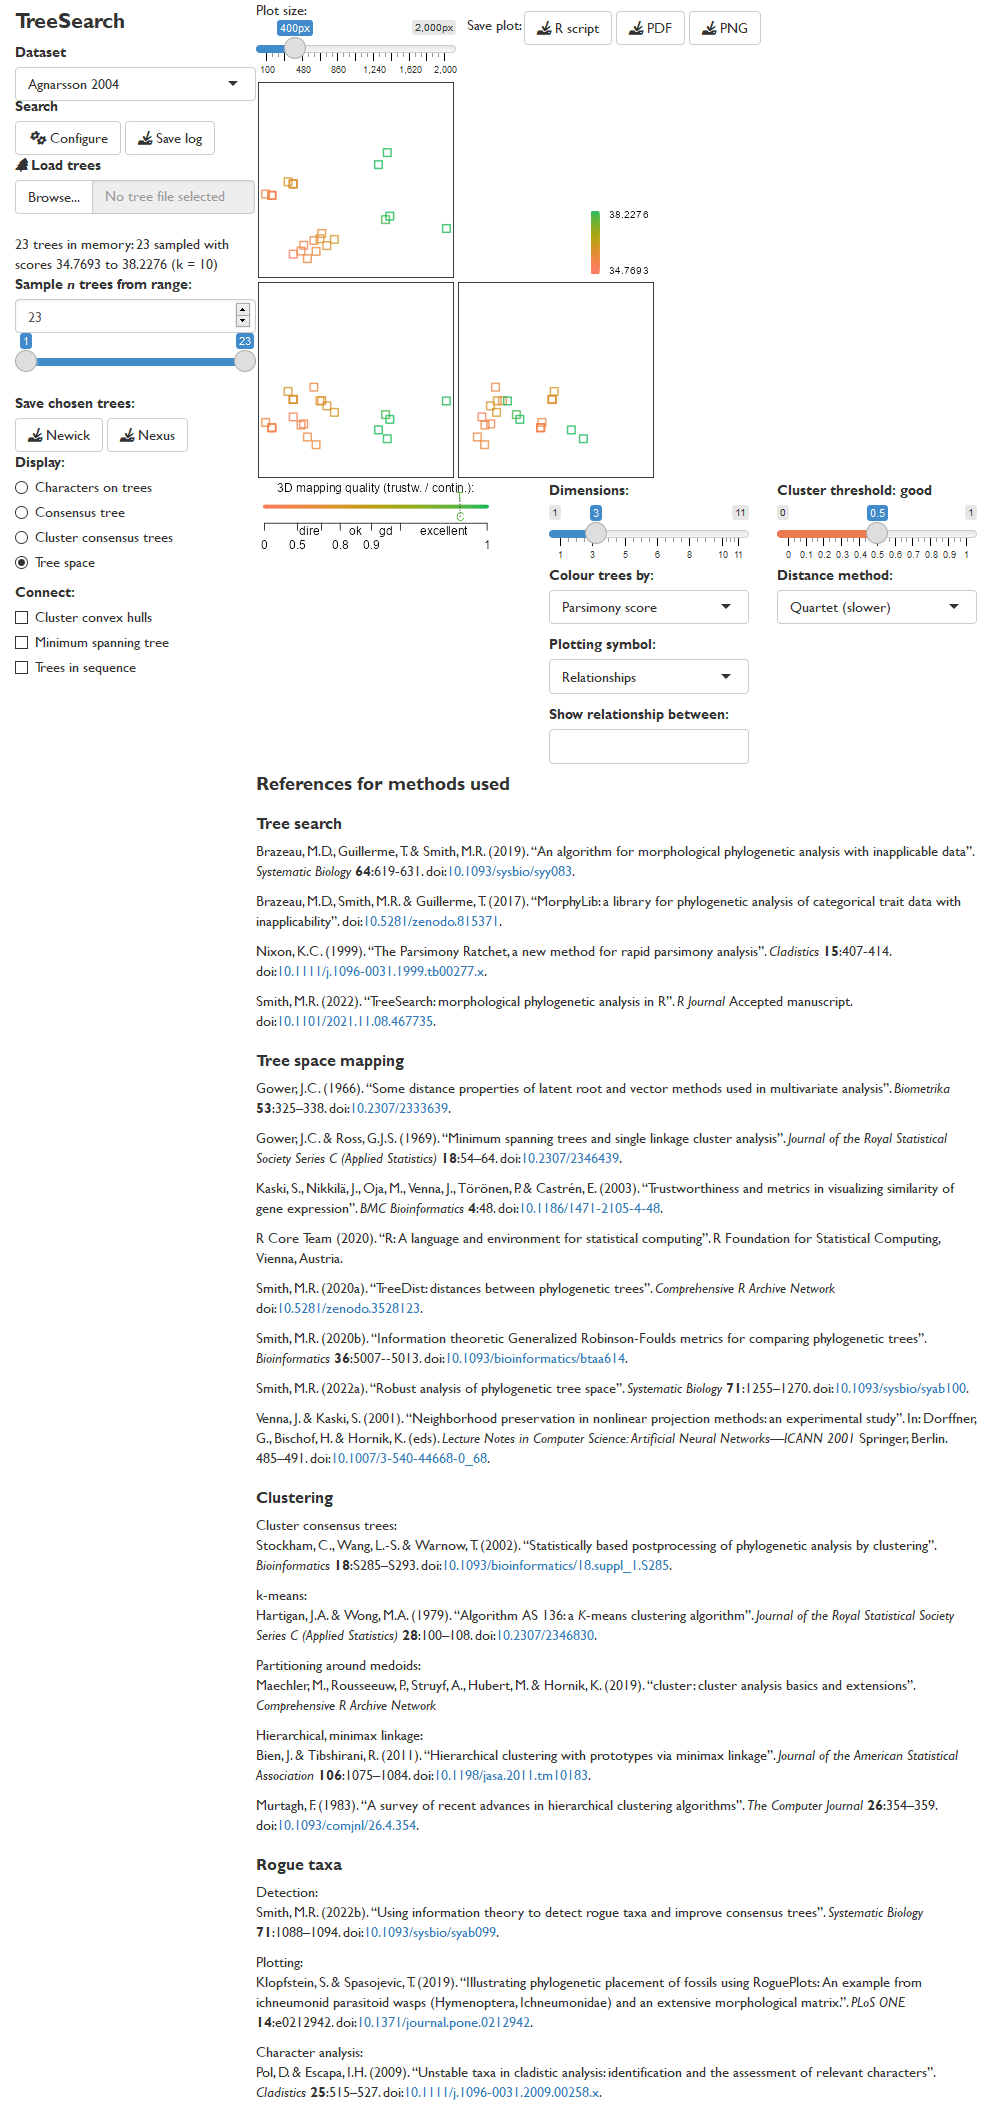 TreeSearch
Dataset
Agnarsson 2004
Search
Configure
Save log
Load trees
Browse... No tree file selected
23 trees in memory: 23 sampled with
scores 34.7693 to 38.2276 (k = 10)
Sample n trees from range:
23
1 23
Save chosen trees:
Newick
Nexus
Display:
Characters on trees
Consensus tree
Cluster consensus trees
Tree space
Connect:
Cluster convex hulls
Minimum spanning tree
Trees in sequence
Plot size:
400px 2,000px
100 480 860 1,240 1,620 2,000
Save plot: R script PDF PNG
38.2276
34.7693
3D mapping quality (trustw. / contin.):
dire ok gd excellent
0 0.5 0.8 0.9 1
Dimensions:
1 3 11
1 3 5 6 8 10 11
Colour trees by:
Parsimony score
Plotting symbol:
Relationships
Show relationship between:
Cluster threshold: good
0 0.5 1
0 0.1 0.2 0.3 0.4 0.5 0.6 0.7 0.8 0.9 1
Distance method:
Quartet (slower)
References for methods used
Tree search
Brazeau, M.D., Guillerme, T. & Smith, M.R. (2019). “An algorithm for morphological phylogenetic analysis with inapplicable data”.
Systematic Biology 64:619-631. doi:10.1093/sysbio/syy083.
Brazeau, M.D., Smith, M.R. & Guillerme, T. (2017). “MorphyLib: a library for phylogenetic analysis of categorical trait data with
inapplicability”. doi:10.5281/zenodo.815371.
Nixon, K.C. (1999). “The Parsimony Ratchet, a new method for rapid parsimony analysis”. Cladistics 15:407-414.
doi:10.1111/j.1096-0031.1999.tb00277.x.
Smith, M.R. (2022). “TreeSearch: morphological phylogenetic analysis in R”. R Journal Accepted manuscript.
doi:10.1101/2021.11.08.467735.
Tree space mapping
Gower, J.C. (1966). “Some distance properties of latent root and vector methods used in multivariate analysis”. Biometrika
53:325–338. doi:10.2307/2333639.
Gower, J.C. & Ross, G.J.S. (1969). “Minimum spanning trees and single linkage cluster analysis”. Journal of the Royal Statistical
Society Series C (Applied Statistics) 18:54–64. doi:10.2307/2346439.
Kaski, S., Nikkilä, J., Oja, M., Venna, J., Törönen, P. & Castrén, E. (2003). “Trustworthiness and metrics in visualizing similarity of
gene expression”. BMC Bioinformatics 4:48. doi:10.1186/1471-2105-4-48.
R Core Team (2020). “R: A language and environment for statistical computing”. R Foundation for Statistical Computing,
Vienna, Austria.
Smith, M.R. (2020a). “TreeDist: distances between phylogenetic trees”. Comprehensive R Archive Network
doi:10.5281/zenodo.3528123.
Smith, M.R. (2020b). “Information theoretic Generalized Robinson-Foulds metrics for comparing phylogenetic trees”.
Bioinformatics 36:5007--5013. doi:10.1093/bioinformatics/btaa614.
Smith, M.R. (2022a). “Robust analysis of phylogenetic tree space”. Systematic Biology 71:1255–1270. doi:10.1093/sysbio/syab100.
Venna, J. & Kaski, S. (2001). “Neighborhood preservation in nonlinear projection methods: an experimental study”. In: Dorffner,
G., Bischof, H. & Hornik, K. (eds). Lecture Notes in Computer Science: Artificial Neural Networks—ICANN 2001 Springer, Berlin.
485–491. doi:10.1007/3-540-44668-0_68.
Clustering
Cluster consensus trees:
Stockham, C., Wang, L.-S. & Warnow, T. (2002). “Statistically based postprocessing of phylogenetic analysis by clustering”.
Bioinformatics 18:S285–S293. doi:10.1093/bioinformatics/18.suppl_1.S285.
k-means:
Hartigan, J.A. & Wong, M.A. (1979). “Algorithm AS 136: a K-means clustering algorithm”. Journal of the Royal Statistical Society
Series C (Applied Statistics) 28:100–108. doi:10.2307/2346830.
Partitioning around medoids:
Maechler, M., Rousseeuw, P., Struyf, A., Hubert, M. & Hornik, K. (2019). “cluster: cluster analysis basics and extensions”.
Comprehensive R Archive Network
Hierarchical, minimax linkage:
Bien, J. & Tibshirani, R. (2011). “Hierarchical clustering with prototypes via minimax linkage”. Journal of the American Statistical
Association 106:1075–1084. doi:10.1198/jasa.2011.tm10183.
Murtagh, F. (1983). “A survey of recent advances in hierarchical clustering algorithms”. The Computer Journal 26:354–359.
doi:10.1093/comjnl/26.4.354.
Rogue taxa
Detection:
Smith, M.R. (2022b). “Using information theory to detect rogue taxa and improve consensus trees”. Systematic Biology
71:1088–1094. doi:10.1093/sysbio/syab099.
Plotting:
Klopfstein, S. & Spasojevic, T. (2019). “Illustrating phylogenetic placement of fossils using RoguePlots: An example from
ichneumonid parasitoid wasps (Hymenoptera, Ichneumonidae) and an extensive morphological matrix.”. PLoS ONE
14:e0212942. doi:10.1371/journal.pone.0212942.
Character analysis:
Pol, D. & Escapa, I.H. (2009). “Unstable taxa in cladistic analysis: identification and the assessment of relevant characters”.
Cladistics 25:515–527. doi:10.1111/j.1096-0031.2009.00258.x.